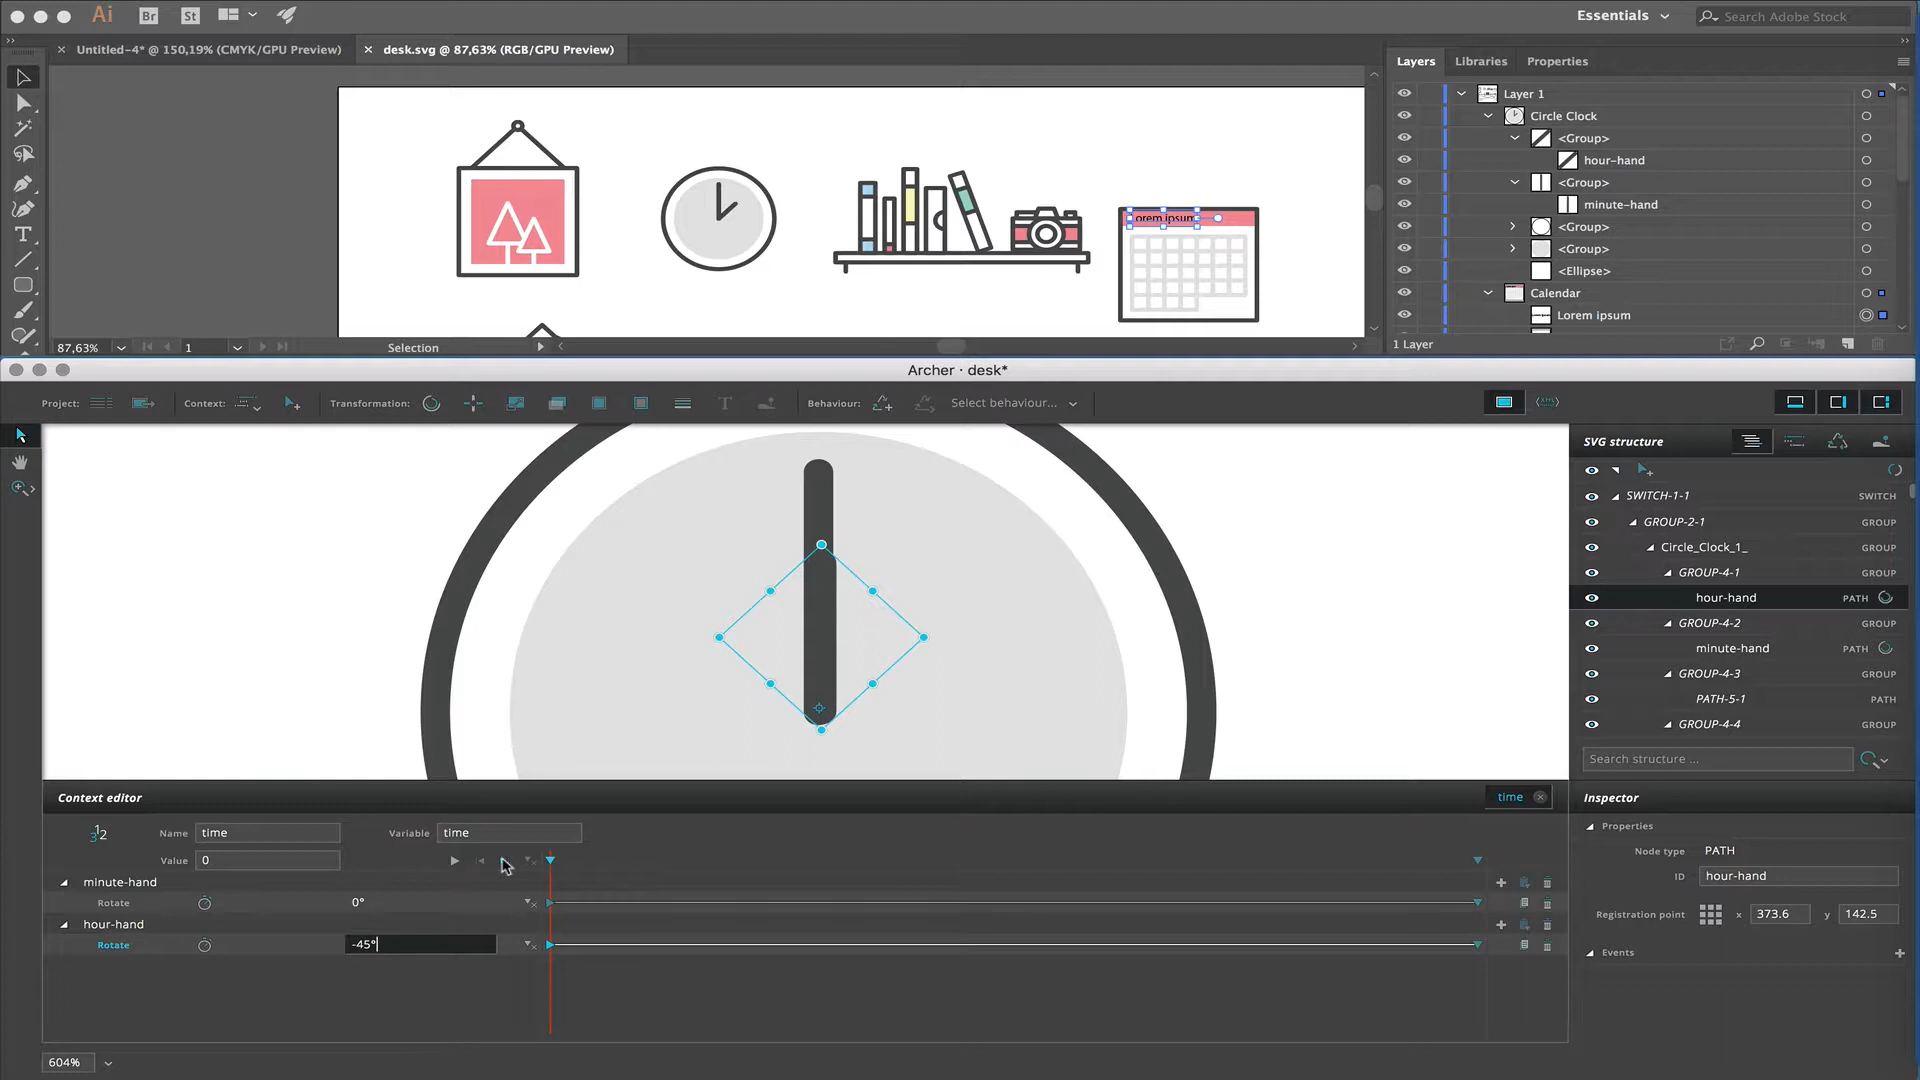 Ai Br St Essentials Search Adobe Stock
Untitled-4* @ 150,19% (CMYK/GPU Preview) desk.svg @ 87,63% (RGB/GPU Preview)
Layers Libraries Properties
Layer 1
Circle Clock
<Group>
hour-hand
<Group>
minute-hand
<Group>
<Group>
<Ellipse>
Calendar
Lorem ipsum
Lorem ipsum
87,63% 1 Selection 1 Layer
Archer · desk*
Project: Context: Transformation: T Behaviour: Select behaviour...
SVG structure
SWITCH-1-1 SWITCH
GROUP-2-1 GROUP
Circle_Clock_1_ GROUP
GROUP-4-1 GROUP
hour-hand PATH
GROUP-4-2 GROUP
minute-hand PATH
GROUP-4-3 GROUP
PATH-5-1 PATH
GROUP-4-4 GROUP
Search structure ...
Context editor time
Name time Variable time
Value 0
minute-hand
Rotate 0°
hour-hand
Rotate -45°
Inspector
Properties
Node type PATH
ID hour-hand
Registration point x 373.6 y 142.5
Events
604%